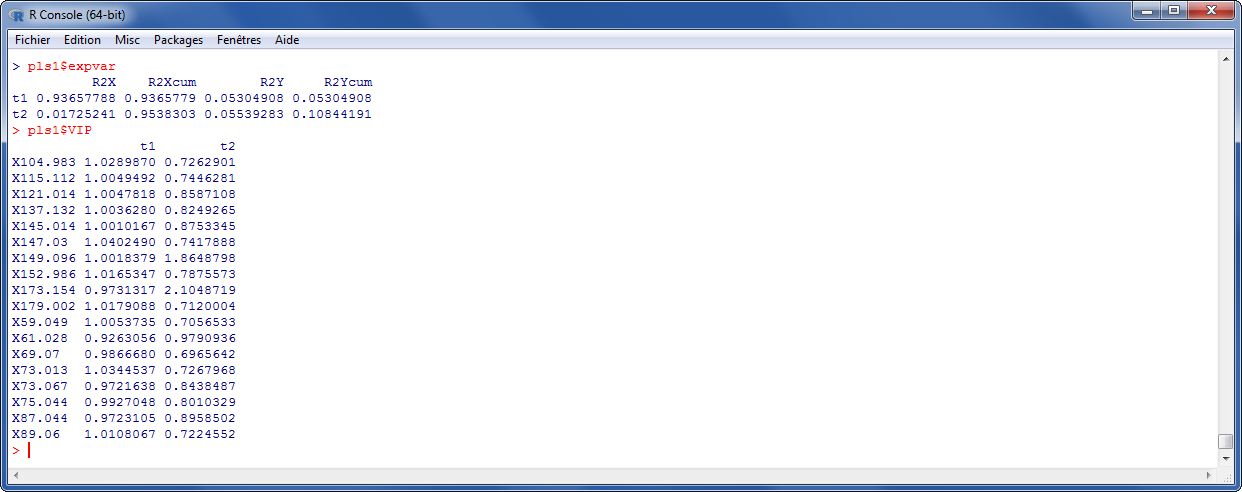 R Console (64-bit)
Fichier Edition Misc Packages Fenêtres Aide
> pls1$expvar
R2X R2Xcum R2Y R2Ycum
t1 0.93657788 0.9365779 0.05304908 0.05304908
t2 0.01725241 0.9538303 0.05539283 0.10844191
> pls1$VIP
t1 t2
X104.983 1.0289870 0.7262901
X115.112 1.0049492 0.7446281
X121.014 1.0047818 0.8587108
X137.132 1.0036280 0.8249265
X145.014 1.0010167 0.8753345
X147.03 1.0402490 0.7417888
X149.096 1.0018379 1.8648798
X152.986 1.0165347 0.7875573
X173.154 0.9731317 2.1048719
X179.002 1.0179088 0.7120004
X59.049 1.0053735 0.7056533
X61.028 0.9263056 0.9790936
X69.07 0.9866680 0.6965642
X73.013 1.0344537 0.7267968
X73.067 0.9721638 0.8438487
X75.044 0.9927048 0.8010329
X87.044 0.9723105 0.8958502
X89.06 1.0108067 0.7224552
>